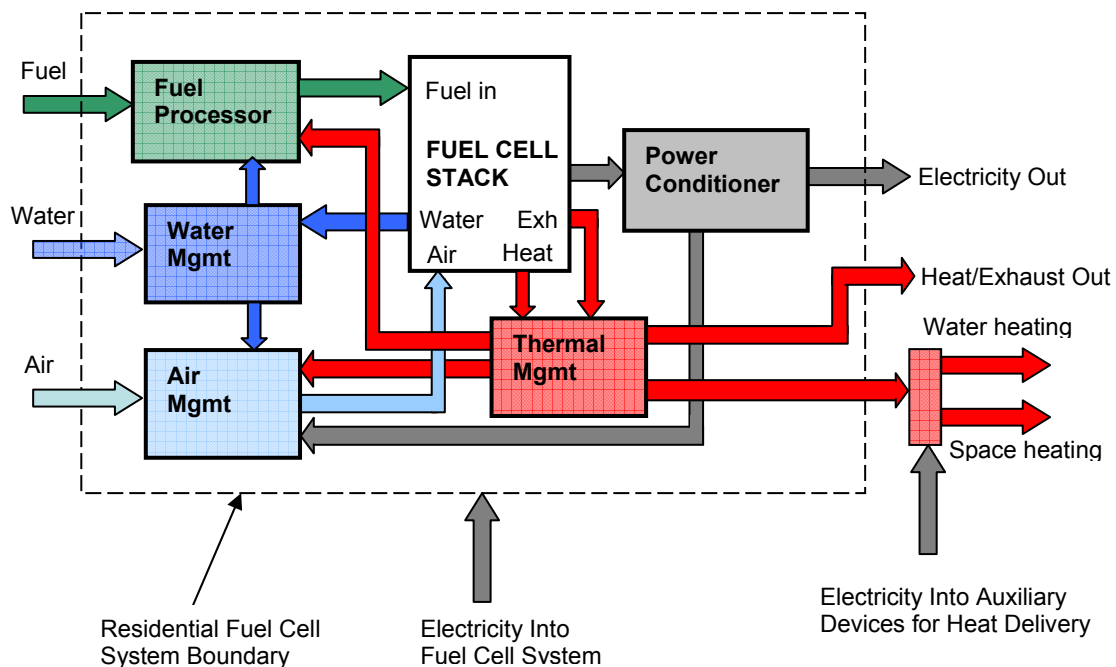 Fuel
Fuel
Processor
Fuel in
FUEL CELL
STACK
Power
Conditioner
Electricity Out
Water
Water
Mgmt
Water
Exh
Air
Heat
Heat/Exhaust Out
Thermal
Mgmt
Water heating
Air
Air
Mgmt
Space heating
Residential Fuel Cell
System Boundary
Electricity Into
Fuel Cell System
Electricity Into Auxiliary
Devices for Heat Delivery